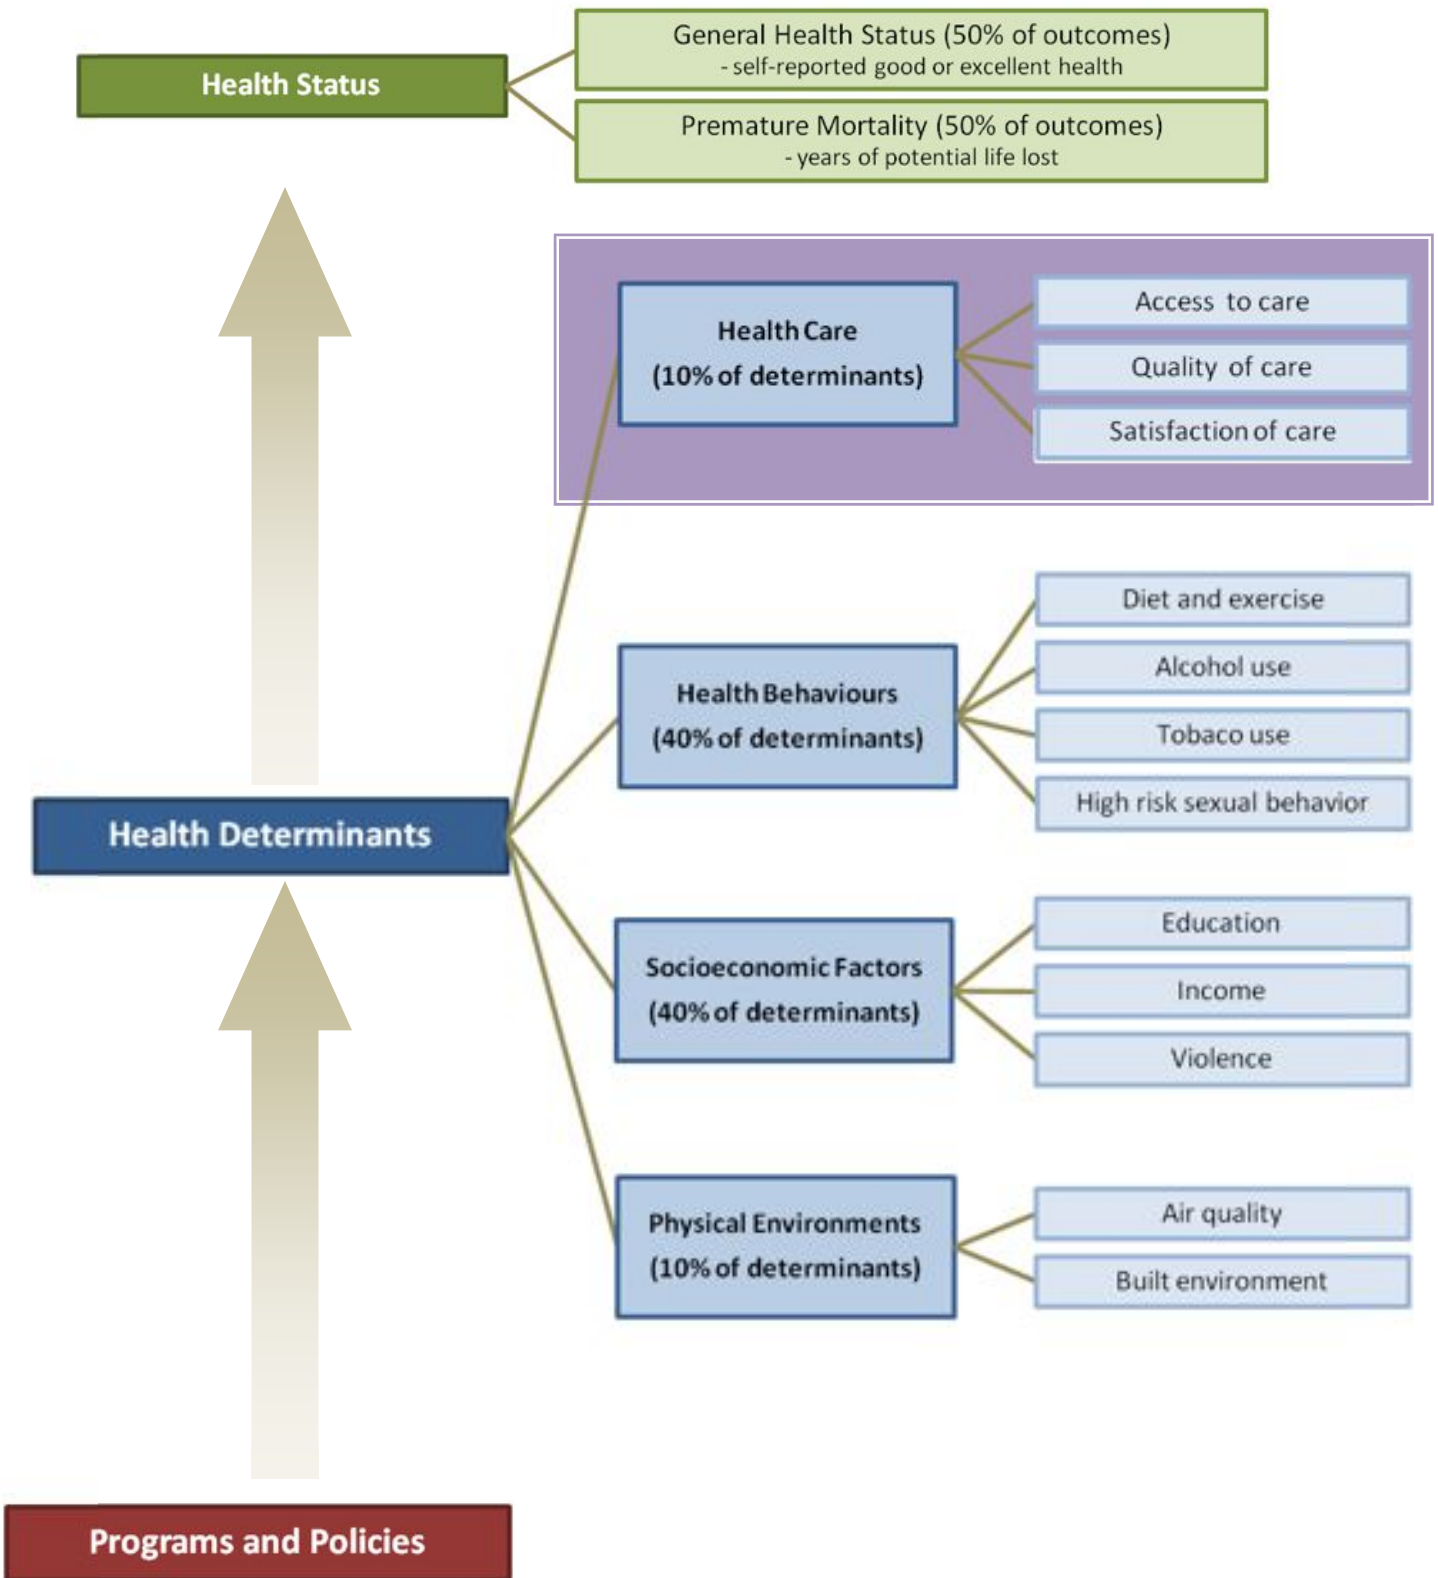 Health Status
General Health Status (50% of outcomes)
- self-reported good or excellent health
Premature Mortality (50% of outcomes)
- years of potential life lost
Health Care
(10% of determinants)
Access to care
Quality of care
Satisfaction of care
Health Behaviours
(40% of determinants)
Diet and exercise
Alcohol use
Tobaco use
High risk sexual behavior
Health Determinants
Socioeconomic Factors
(40% of determinants)
Education
Income
Violence
Physical Environments
(10% of determinants)
Air quality
Built environment
Programs and Policies